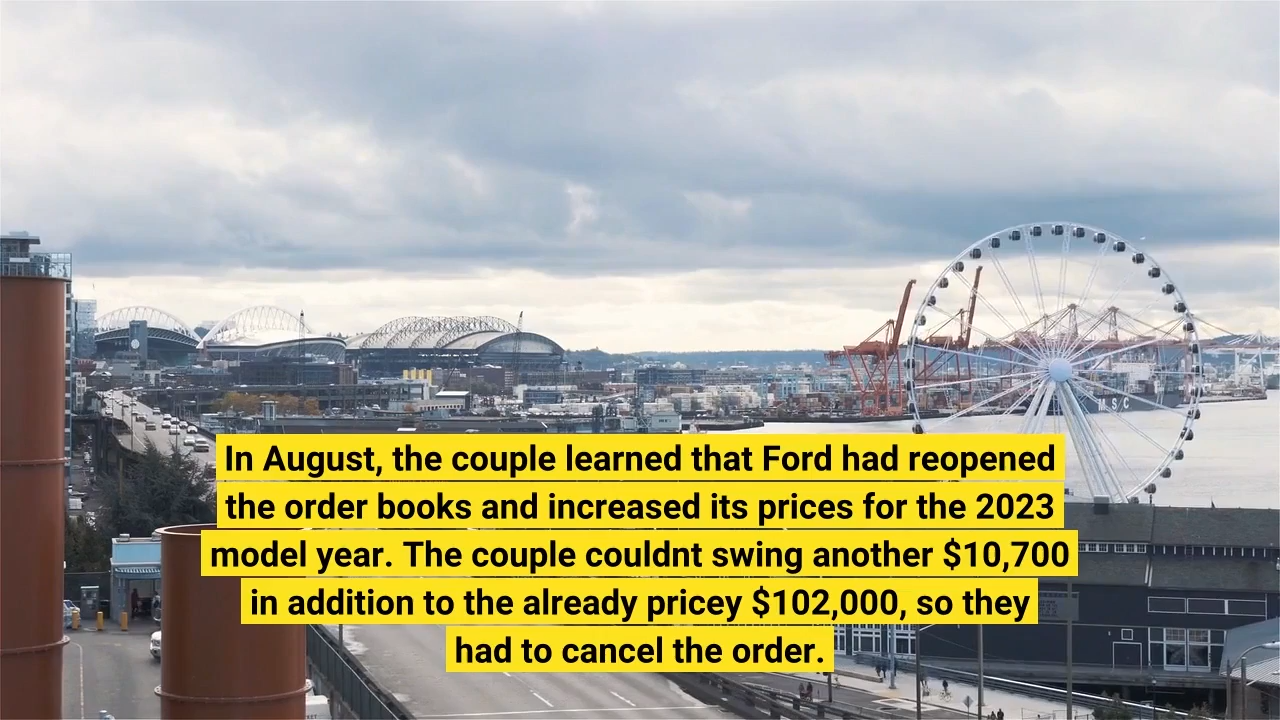 M S C
In August, the couple learned that Ford had reopened
the order books and increased its prices for the 2023
model year. The couple couldnt swing another $10,700
in addition to the already pricey $102,000, so they
had to cancel the order.